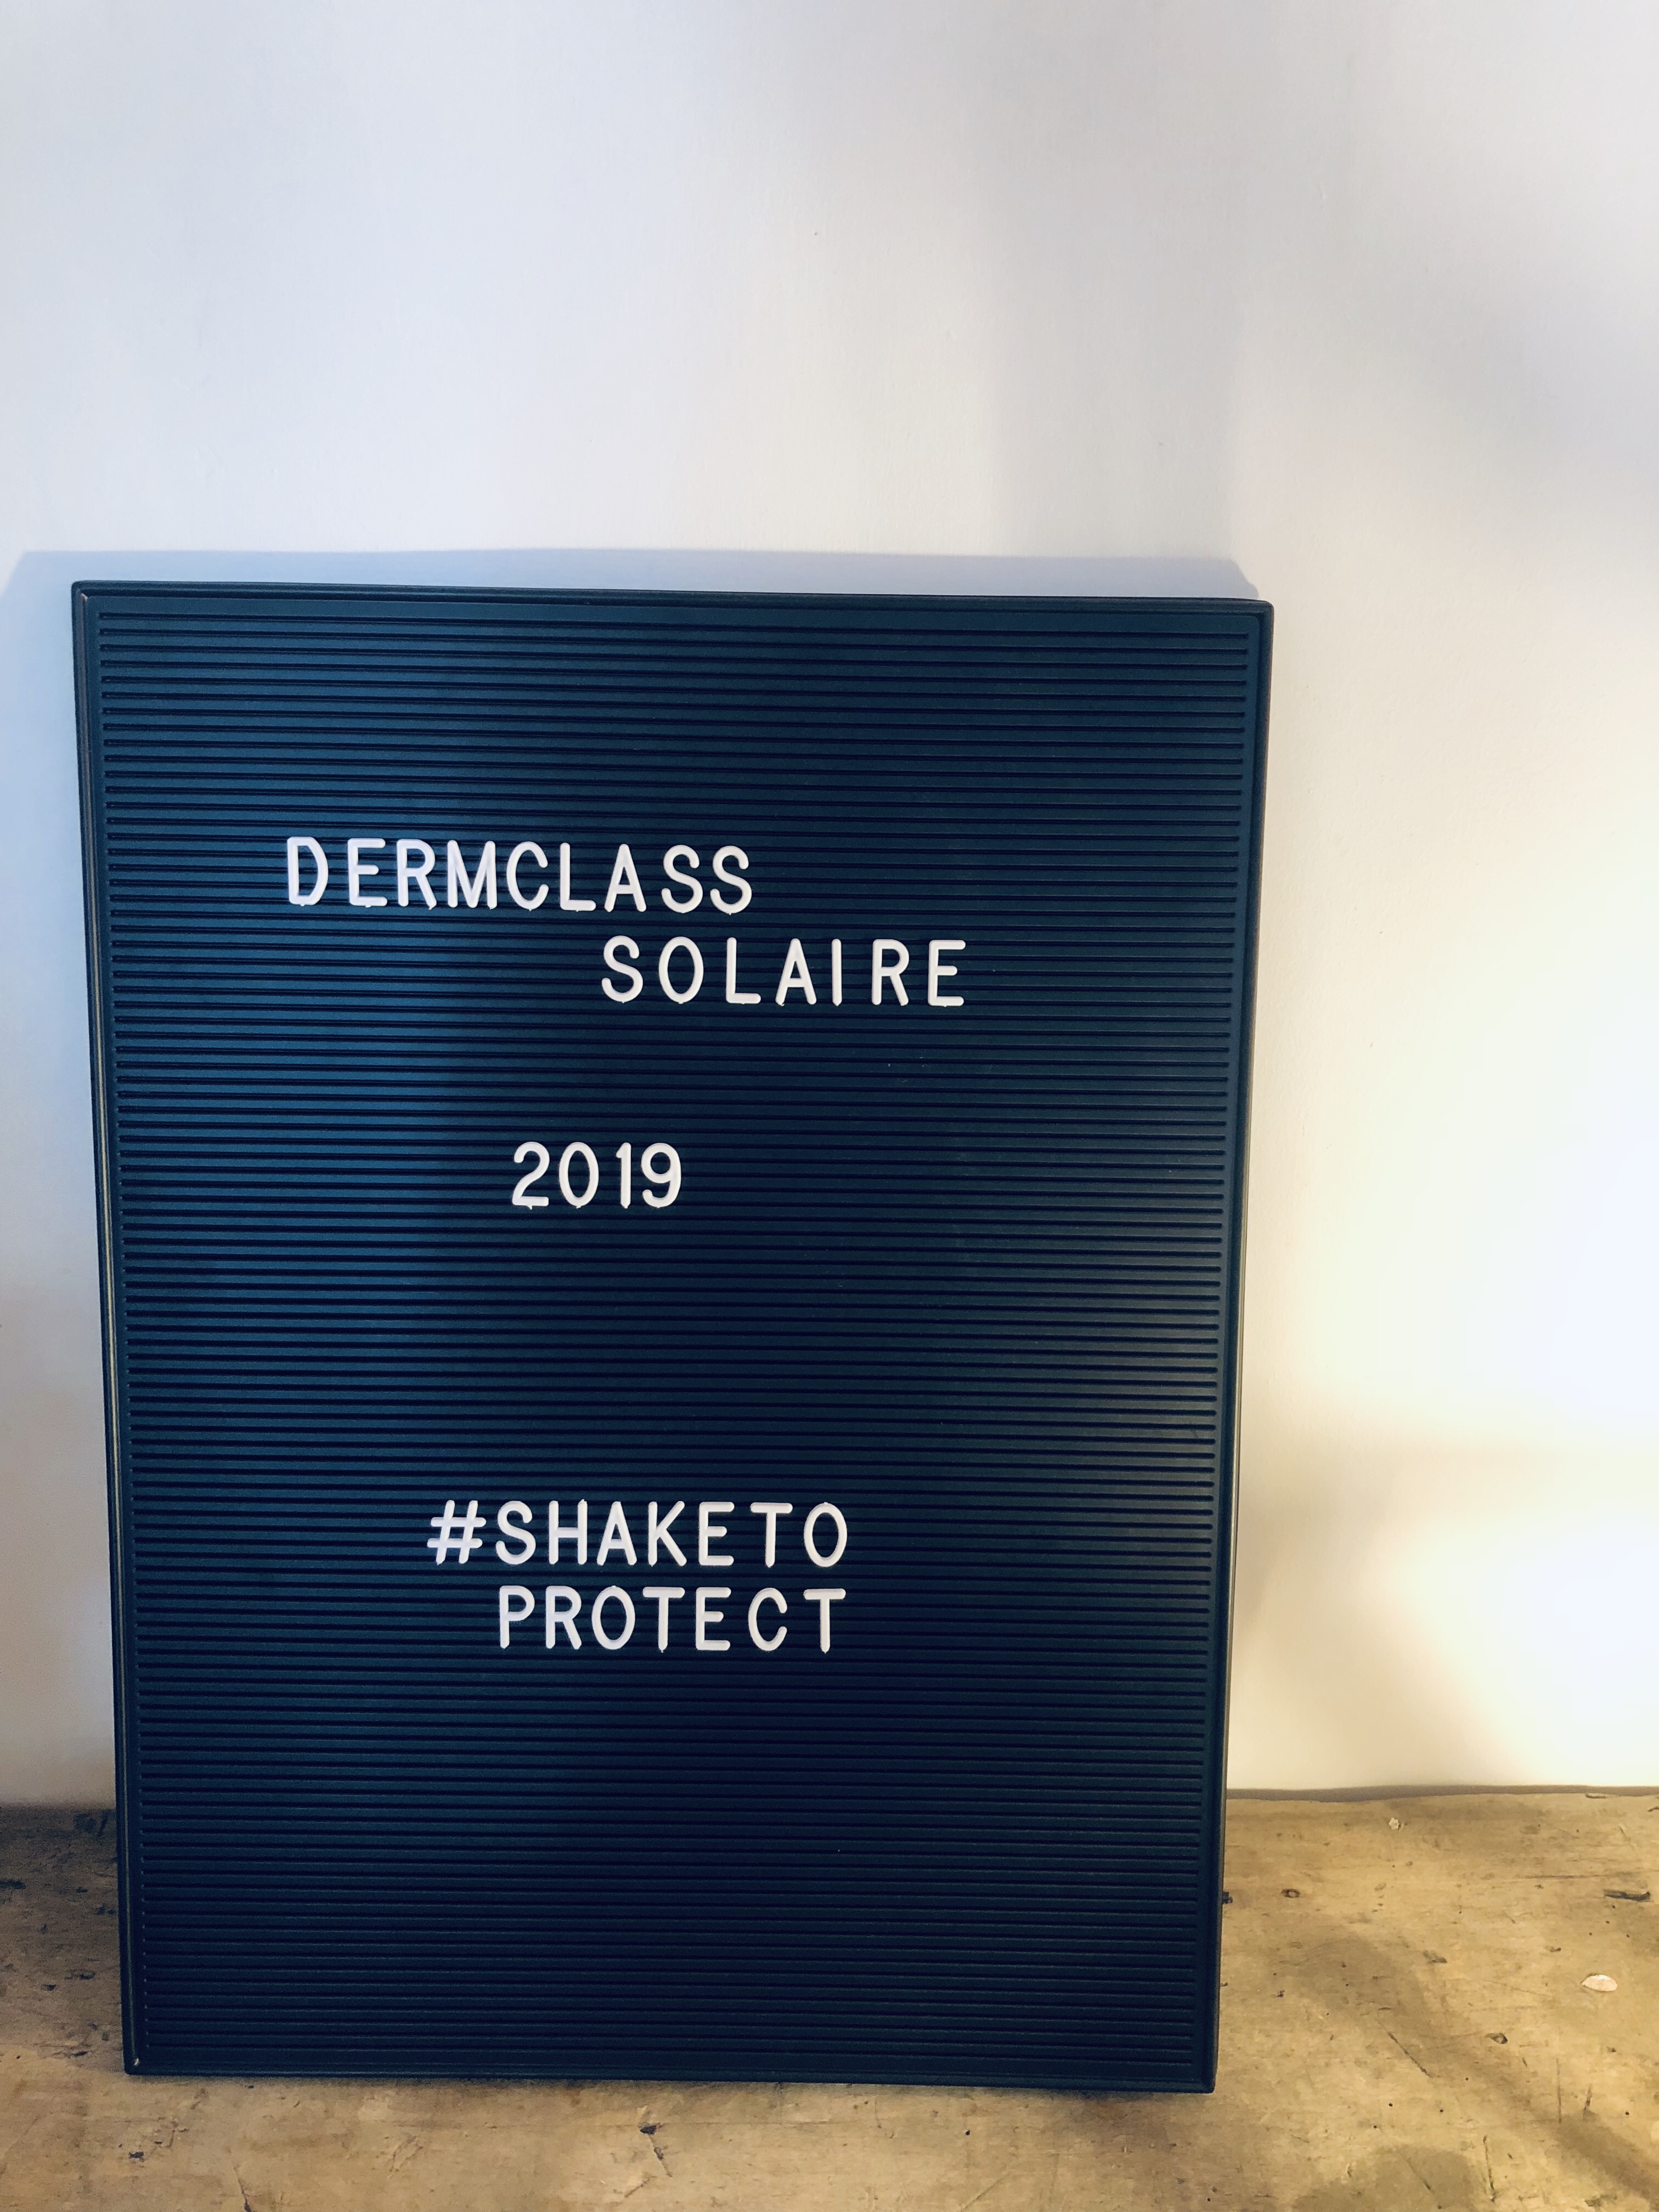 DERMCLASS
SOLAIRE
2019
#SHAKETO
PROTECT